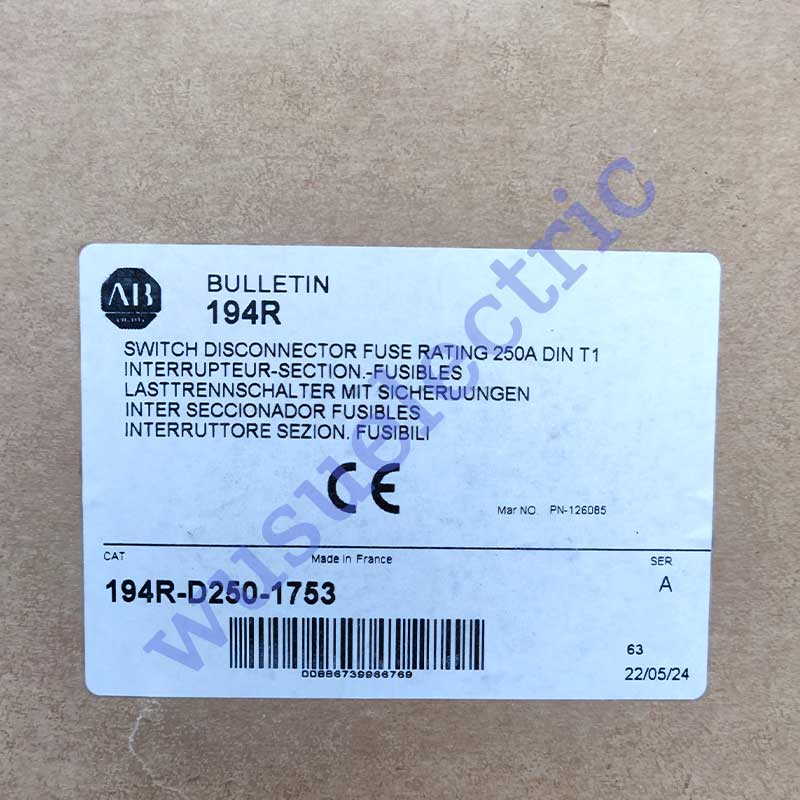 AB
BULLETIN
194R
SWITCH DISCONNECTOR FUSE RATING 250A DIN T1
INTERRUPTEUR-SECTION.-FUSIBLES
LASTTRENNSCHALTER MIT SICHERUUNGEN
INTER SECCIONADOR FUSIBLES
INTERRUTTORE SEZION. FUSIBILI
CE
Mar NO. PN-126085
CAT Made in France SER
194R-D250-1753 A
00886739966769
63
22/05/24
wusuelectric